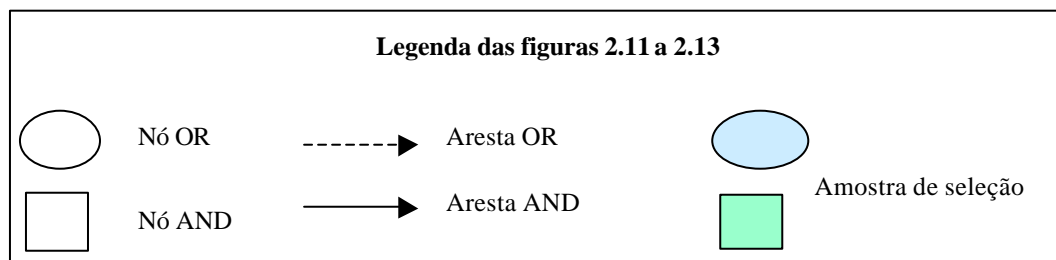 Legenda das figuras 2.11 a 2.13
Nó OR
Aresta OR
Amostra de seleção
Nó AND
Aresta AND